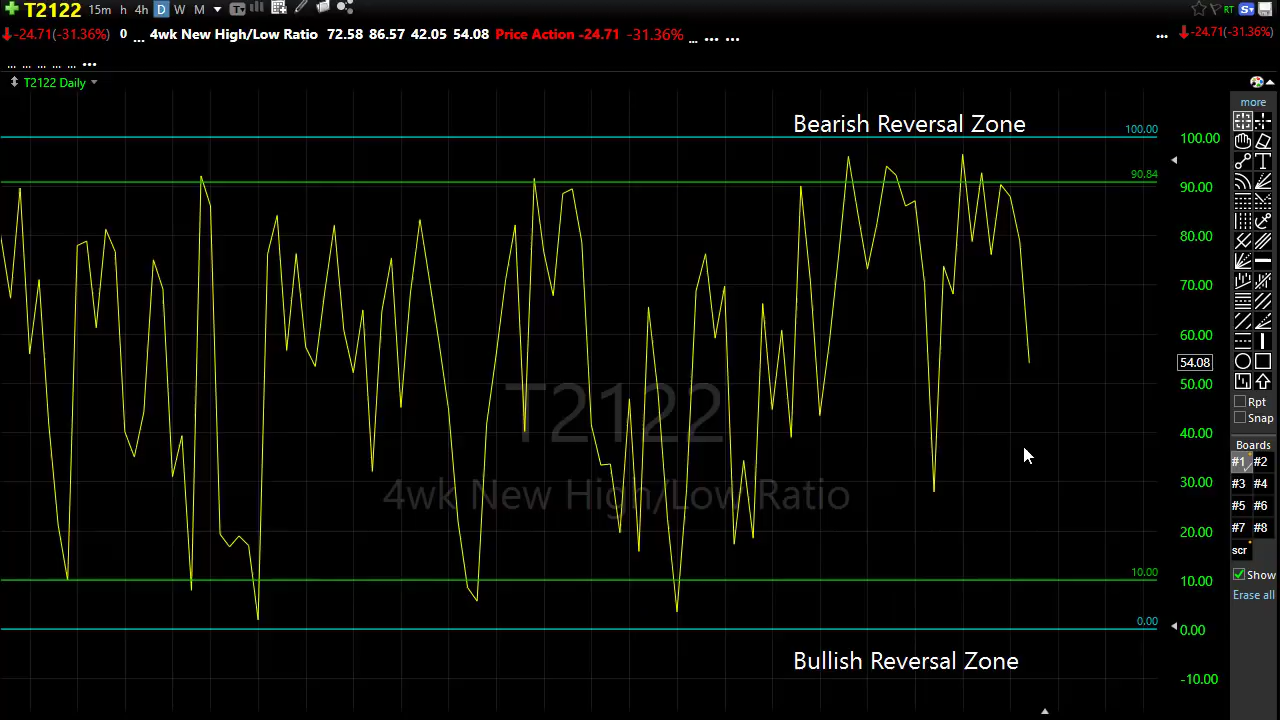 T2122 15m h 4h D W M
RT
-24.71(-31.36%) 0 ... 4wk New High/Low Ratio 72.58 86.57 42.05 54.08 Price Action -24.71 -31.36% ... ... ...
... -24.71(-31.36%)
... ... ... ... ... ...
T2122 Daily
more
Bearish Reversal Zone
100.00
100.00
90.84
90.00
80.00
70.00
60.00
54.08
50.00
T2122
40.00
4wk New High/Low Ratio
30.00
20.00
10.00
10.00
0.00
0.00
Bullish Reversal Zone
-10.00
Rpt
Snap
Boards
#1 #2
#3 #4
#5 #6
#7 #8
scr
Show
Erase all